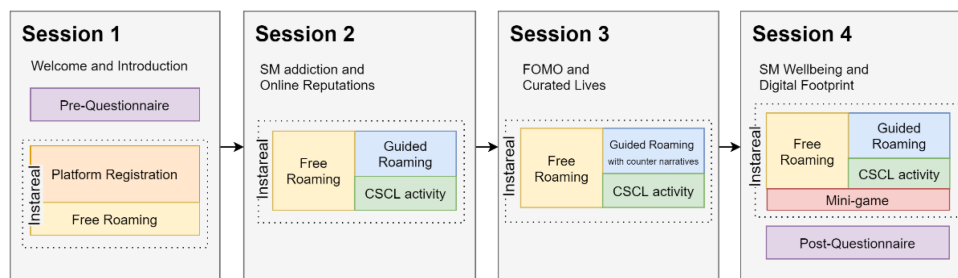 Session 1
Welcome and Introduction
Pre-Questionnaire
Instareal
Platform Registration
Free Roaming
Session 2
SM addiction and
Online Reputations
Instareal
Free
Roaming
Guided
Roaming
CSCL activity
Session 3
FOMO and
Curated Lives
Instareal
Free
Roaming
Guided Roaming
with counter narratives
CSCL activity
Session 4
SM Wellbeing and
Digital Footprint
Instareal
Free
Roaming
Guided
Roaming
CSCL activity
Mini-game
Post-Questionnaire